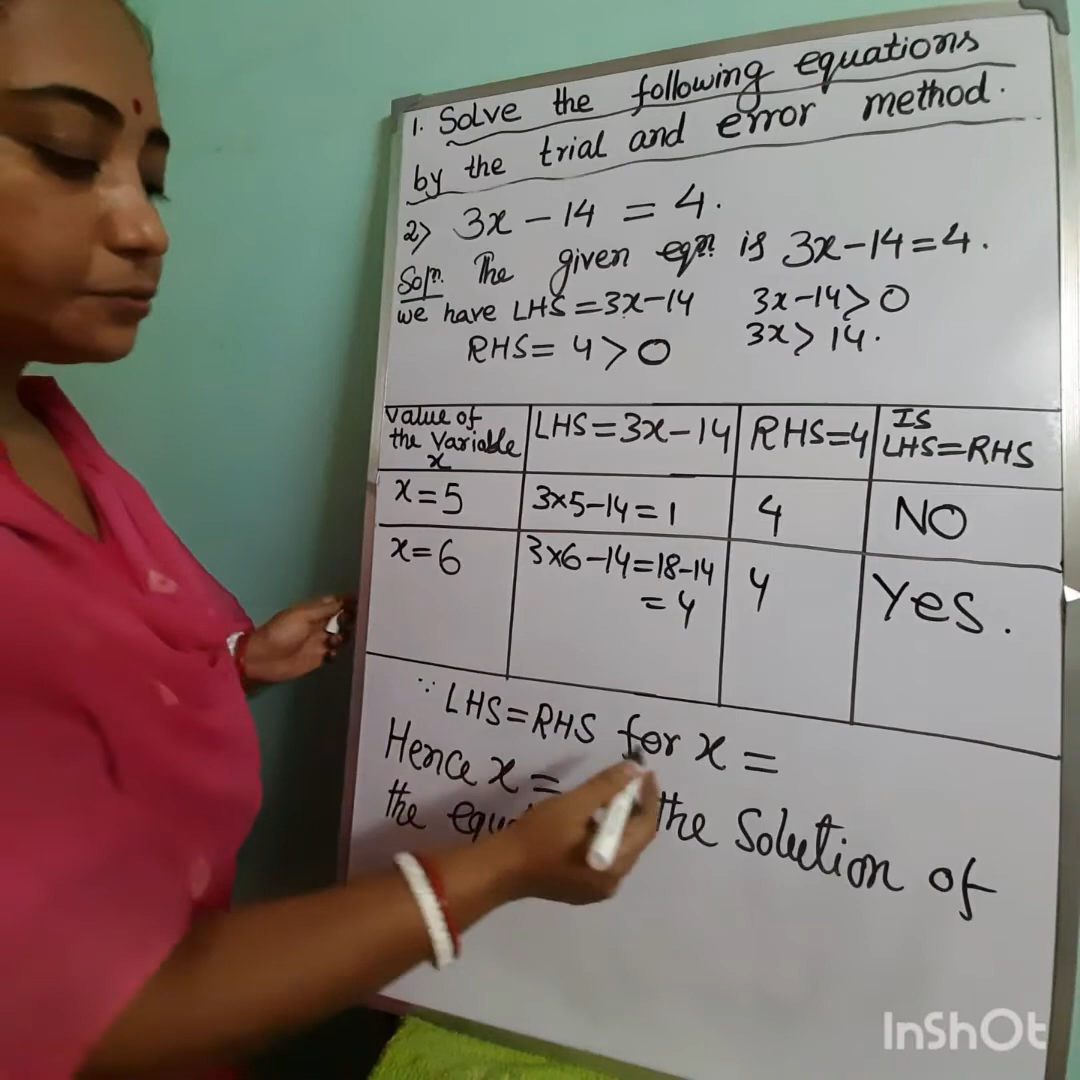 1. Solve the following equations
by the trial and error method.
2) 3x - 14 = 4.
Solⁿ. The given eqⁿ. is 3x-14=4.
we have LHS=3x-14 3x-14>0
RHS= 4>0 3x> 14.
Value of the Variable x LHS=3x-14 RHS=4 IS LHS=RHS
x=5 3×5-14=1 4 NO
x=6 3×6-14=18-14 = 4 4 Yes.
∵ LHS=RHS for x =
Hence x = the Solution of
the
InShOt